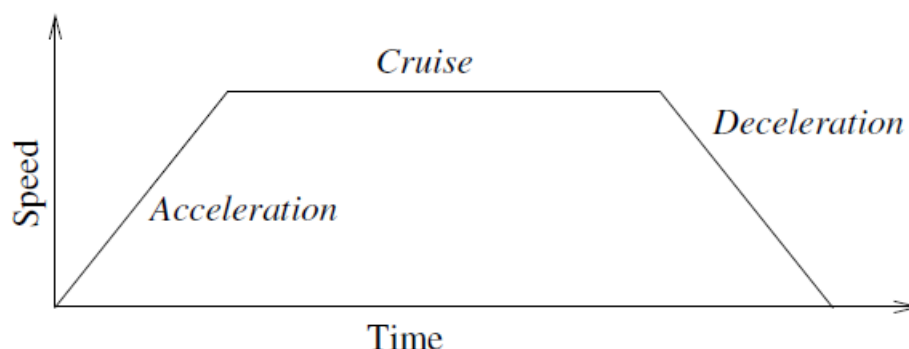 Cruise
Deceleration
Speed
Acceleration
Time